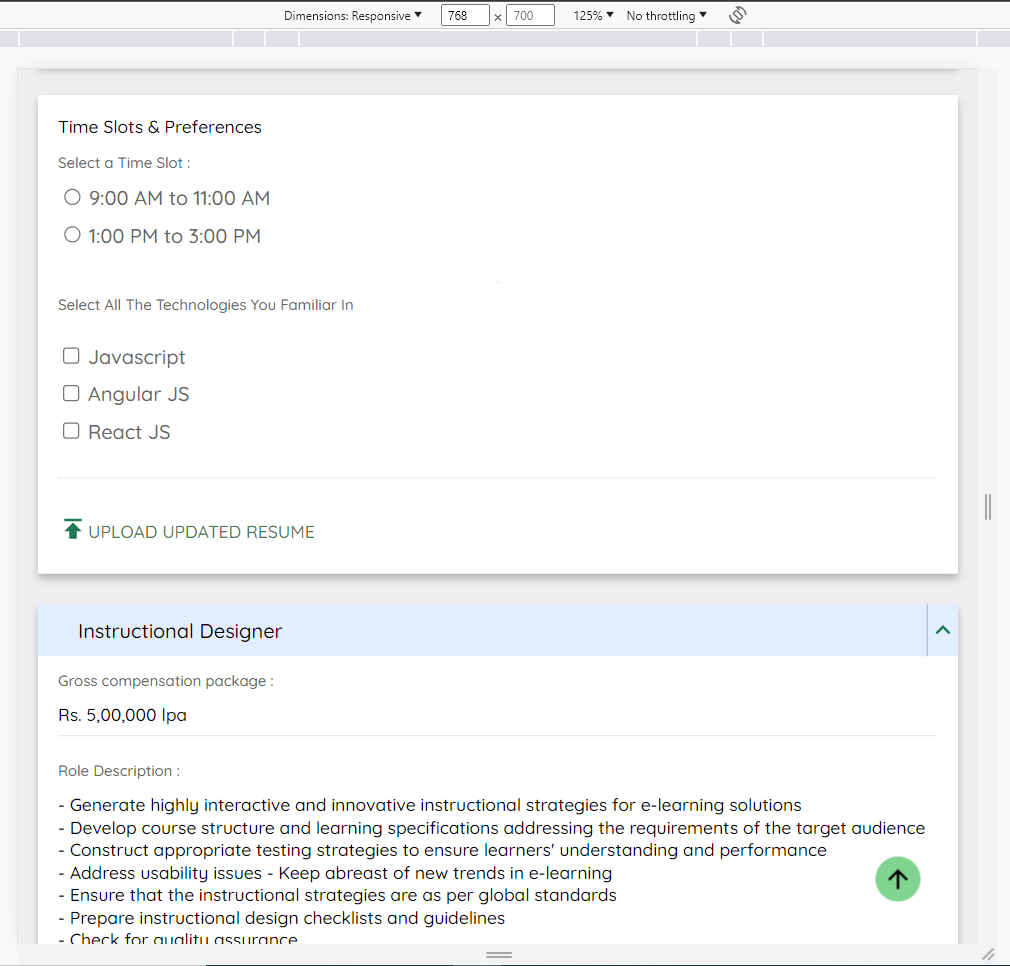 Dimensions: Responsive 768 x 700 125% No throttling
Time Slots & Preferences
Select a Time Slot :
9:00 AM to 11:00 AM
1:00 PM to 3:00 PM
Select All The Technologies You Familiar In
Javascript
Angular JS
React JS
UPLOAD UPDATED RESUME
Instructional Designer
Gross compensation package :
Rs. 5,00,000 lpa
Role Description :
- Generate highly interactive and innovative instructional strategies for e-learning solutions
- Develop course structure and learning specifications addressing the requirements of the target audience
- Construct appropriate testing strategies to ensure learners' understanding and performance
- Address usability issues - Keep abreast of new trends in e-learning
- Ensure that the instructional strategies are as per global standards
- Prepare instructional design checklists and guidelines
- Check for quality assurance